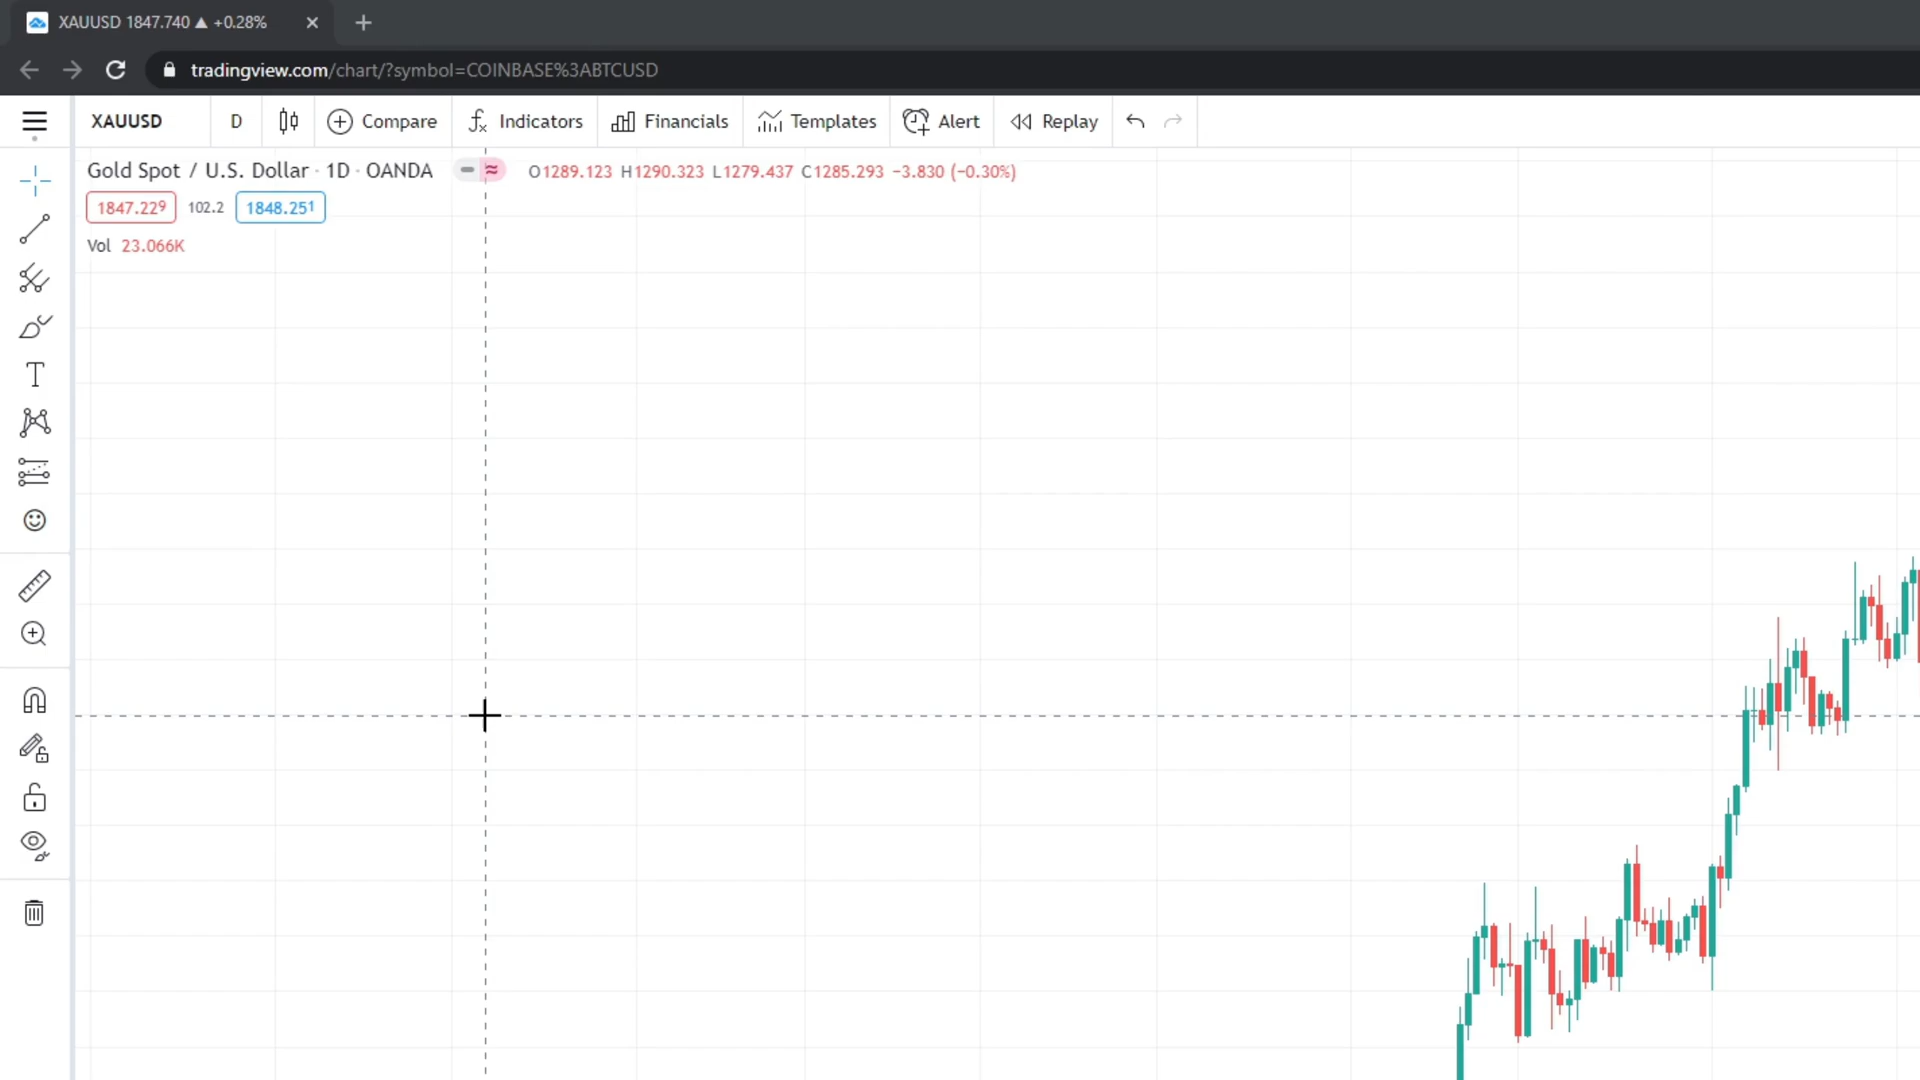 XAUUSD 1847.740 ▲ +0.28%
tradingview.com/chart/?symbol=COINBASE%3ABTCUSD
XAUUSD D Compare Indicators Financials Templates Alert Replay
Gold Spot / U.S. Dollar · 1D · OANDA O1289.123 H1290.323 L1279.437 C1285.293 −3.830 (−0.30%)
1847.229 102.2 1848.251
Vol 23.066K